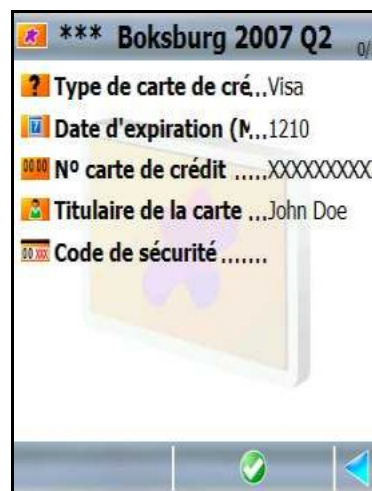 *** Boksburg 2007 Q2 0/
Type de carte de cré...Visa
Date d'expiration (M...1210
Nº carte de crédit .....XXXXXXXXX
Titulaire de la carte ...John Doe
Code de sécurité .......